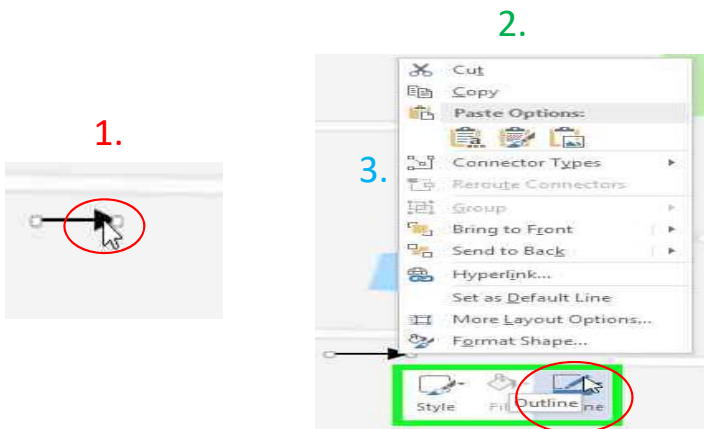 1.
2.
3.
Cut
Copy
Paste Options:
Connector Types
Reroute Connectors
Group
Bring to Front
Send to Back
Hyperlink...
Set as Default Line
More Layout Options...
Format Shape...
Style
Outline